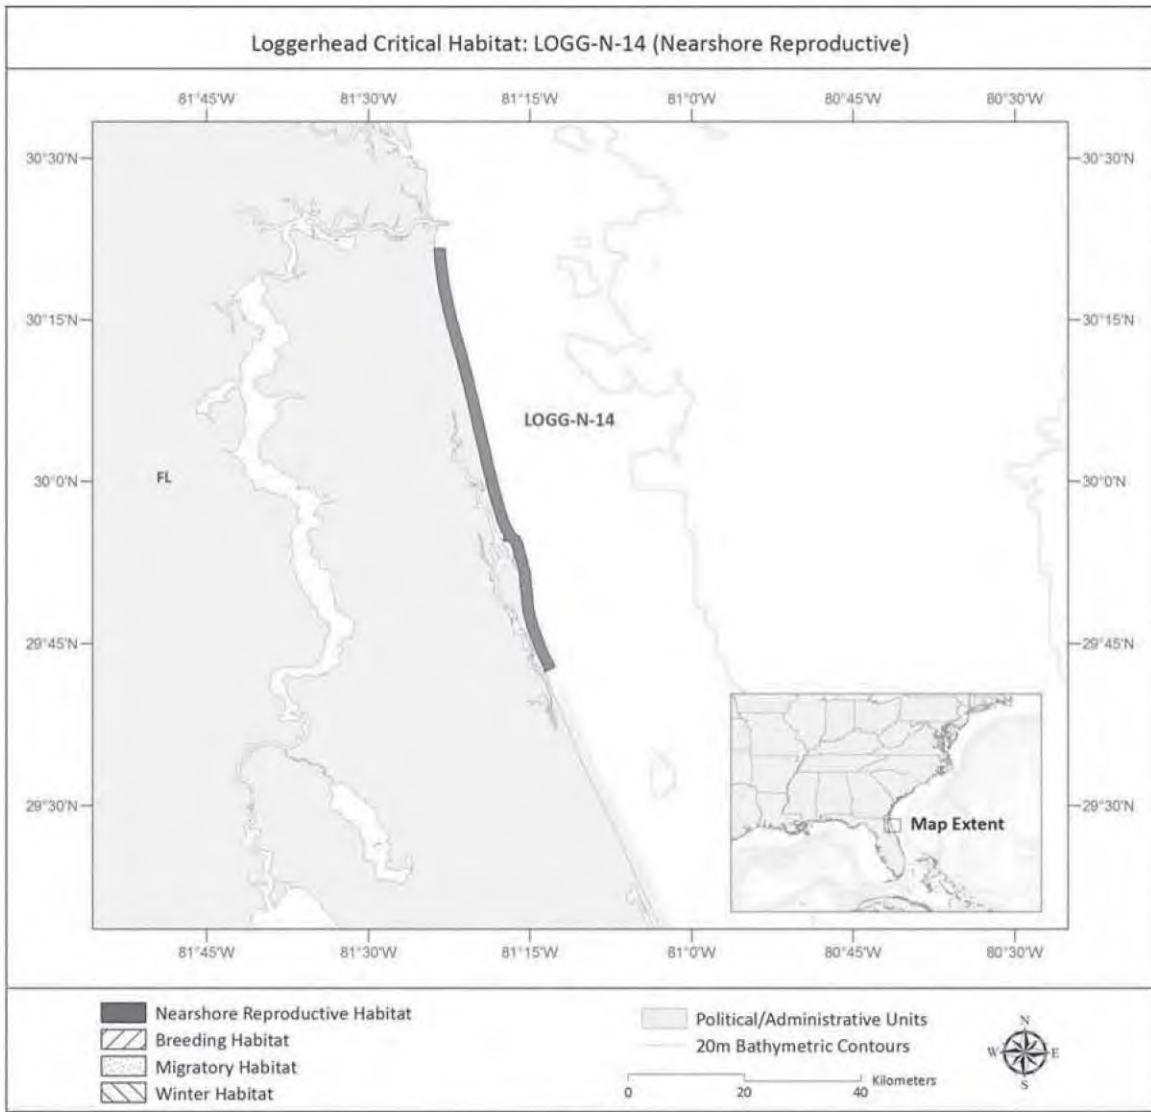 Loggerhead Critical Habitat: LOGG-N-14 (Nearshore Reproductive)
81°45'W 81°30'W 81°15'W 81°0'W 80°45'W 80°30'W
30°30'N 30°30'N
30°15'N 30°15'N
LOGG-N-14
FL
30°0'N 30°0'N
29°45'N 29°45'N
29°30'N 29°30'N
Map Extent
81°45'W 81°30'W 81°15'W 81°0'W 80°45'W 80°30'W
Nearshore Reproductive Habitat
Breeding Habitat
Migratory Habitat
Winter Habitat
Political/Administrative Units
20m Bathymetric Contours
Kilometers
0 20 40
N
W E
S